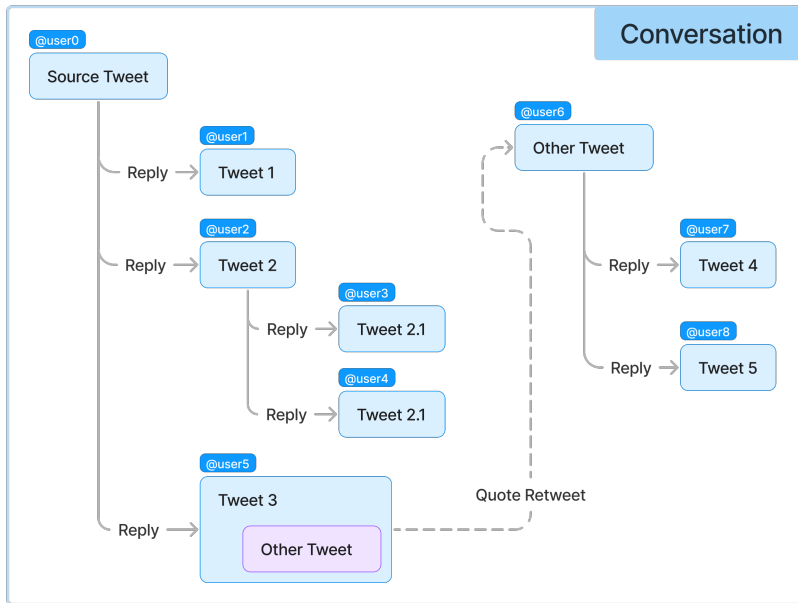 Conversation
@user0
Source Tweet
@user1
Reply
Tweet 1
@user2
Reply
Tweet 2
@user3
Reply
Tweet 2.1
@user4
Reply
Tweet 2.1
@user5
Reply
Tweet 3
Other Tweet
Quote Retweet
@user6
Other Tweet
@user7
Reply
Tweet 4
@user8
Reply
Tweet 5